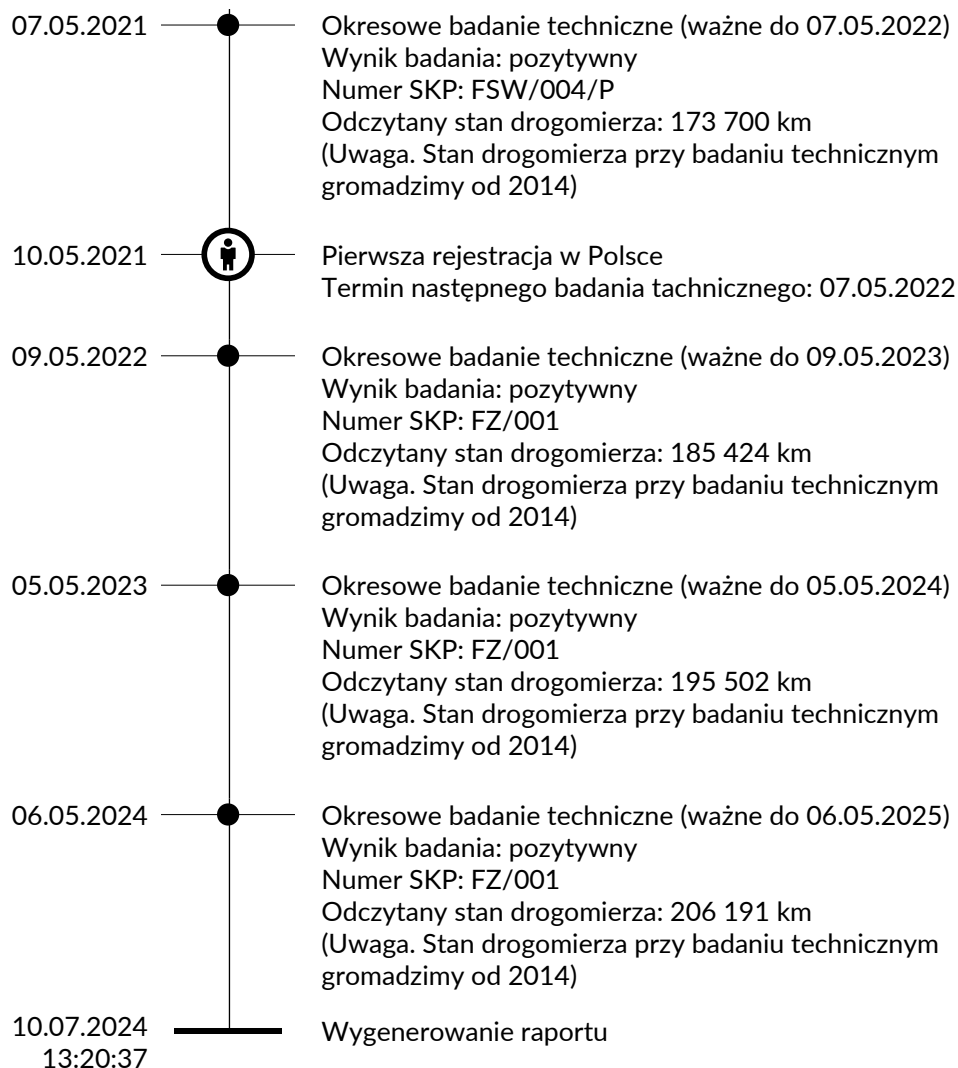 07.05.2021
Okresowe badanie techniczne (ważne do 07.05.2022)
Wynik badania: pozytywny
Numer SKP: FSW/004/P
Odczytany stan drogomierza: 173 700 km
(Uwaga. Stan drogomierza przy badaniu technicznym
gromadzimy od 2014)
10.05.2021
Pierwsza rejestracja w Polsce
Termin następnego badania tachnicznego: 07.05.2022
09.05.2022
Okresowe badanie techniczne (ważne do 09.05.2023)
Wynik badania: pozytywny
Numer SKP: FZ/001
Odczytany stan drogomierza: 185 424 km
(Uwaga. Stan drogomierza przy badaniu technicznym
gromadzimy od 2014)
05.05.2023
Okresowe badanie techniczne (ważne do 05.05.2024)
Wynik badania: pozytywny
Numer SKP: FZ/001
Odczytany stan drogomierza: 195 502 km
(Uwaga. Stan drogomierza przy badaniu technicznym
gromadzimy od 2014)
06.05.2024
Okresowe badanie techniczne (ważne do 06.05.2025)
Wynik badania: pozytywny
Numer SKP: FZ/001
Odczytany stan drogomierza: 206 191 km
(Uwaga. Stan drogomierza przy badaniu technicznym
gromadzimy od 2014)
10.07.2024
13:20:37
Wygenerowanie raportu